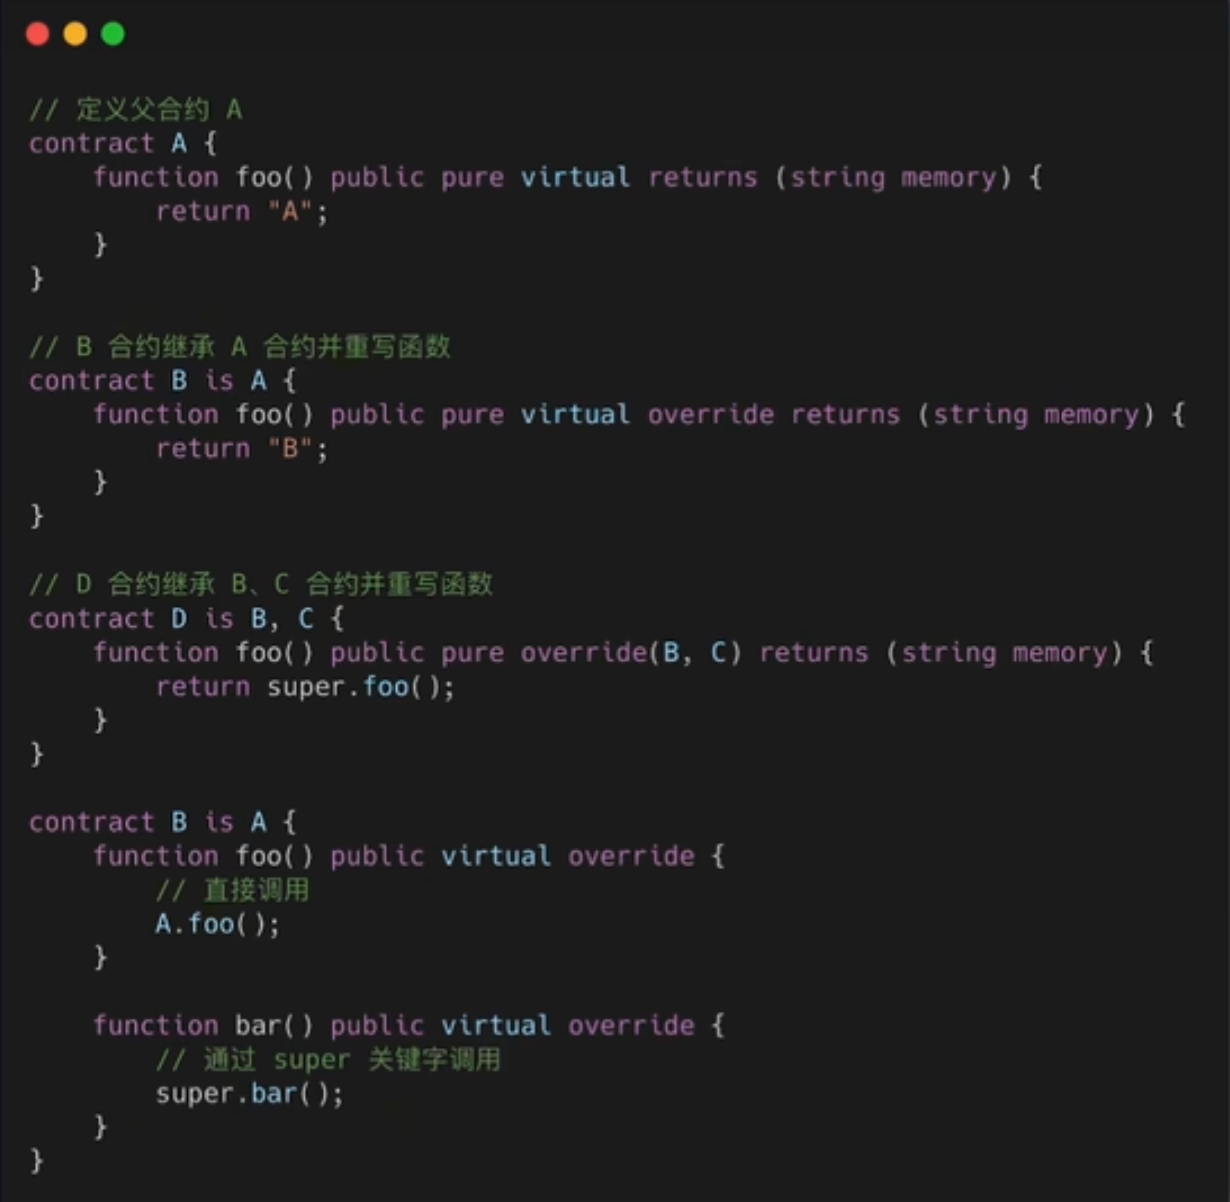 // 定义父合约 A
contract A {
    function foo() public pure virtual returns (string memory) {
        return "A";
    }
}

// B 合约继承 A 合约并重写函数
contract B is A {
    function foo() public pure virtual override returns (string memory) {
        return "B";
    }
}

// D 合约继承 B、C 合约并重写函数
contract D is B, C {
    function foo() public pure override(B, C) returns (string memory) {
        return super.foo();
    }
}

contract B is A {
    function foo() public virtual override {
        // 直接调用
        A.foo();
    }

    function bar() public virtual override {
        // 通过 super 关键字调用
        super.bar();
    }
}